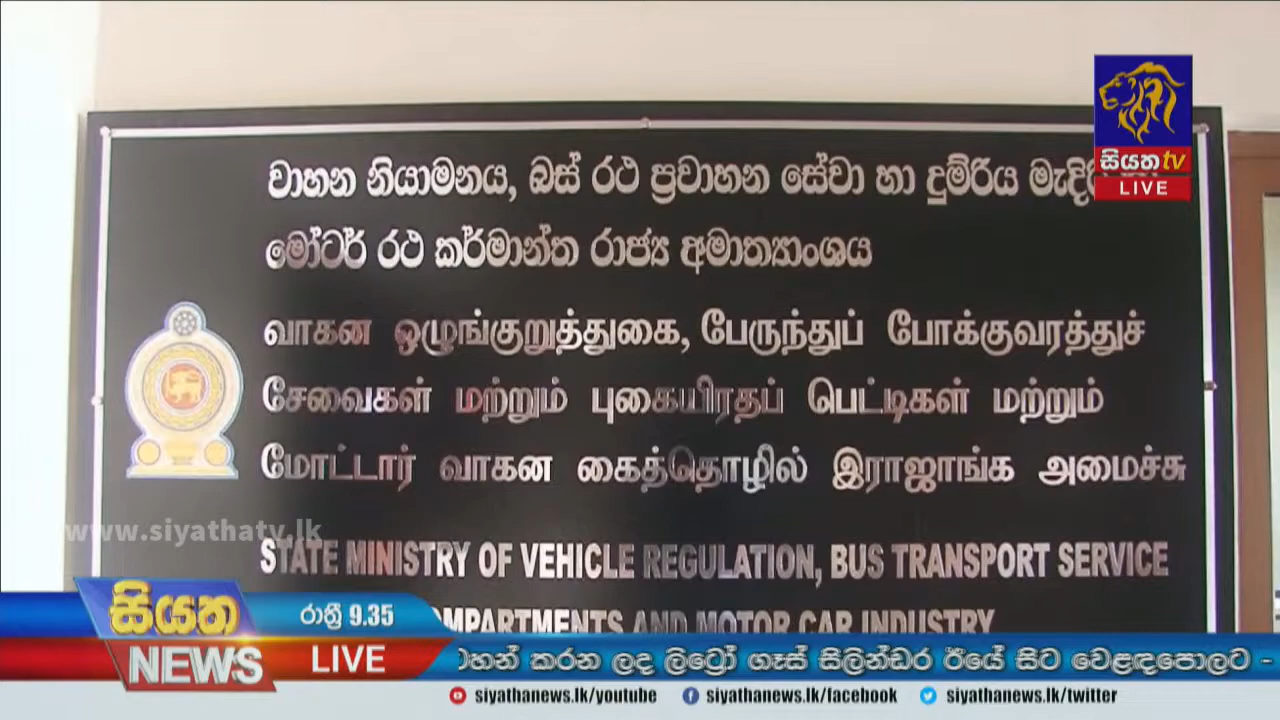 සියත tv
LIVE
වාහන නියාමනය, බස් රථ ප්‍රවාහන සේවා හා දුම්රිය
මෝටර් රථ කර්මාන්ත රාජ්‍ය අමාත්‍යාංශය
வாகன ஒழுங்குறுத்துகை, பேருந்துப் போக்குவரத்துச்
சேவைகள் மற்றும் புகையிரதப் பெட்டிகள் மற்றும்
மோட்டார் வாகன கைத்தொழில் இராஜாங்க அமைச்சு
www.siyathatv.lk
STATE MINISTRY OF VEHICLE REGULATION, BUS TRANSPORT SERVICE
AND MOTOR CAR INDUSTRY
සියත රාත්‍රී 9.35
NEWS LIVE
කරන ලද ලිට්‍රෝ ගෑස් සිලින්ඩර ඊයේ සිට වෙළඳපොලට -
siyathanews.lk/youtube siyathanews.lk/facebook siyathanews.lk/twitter